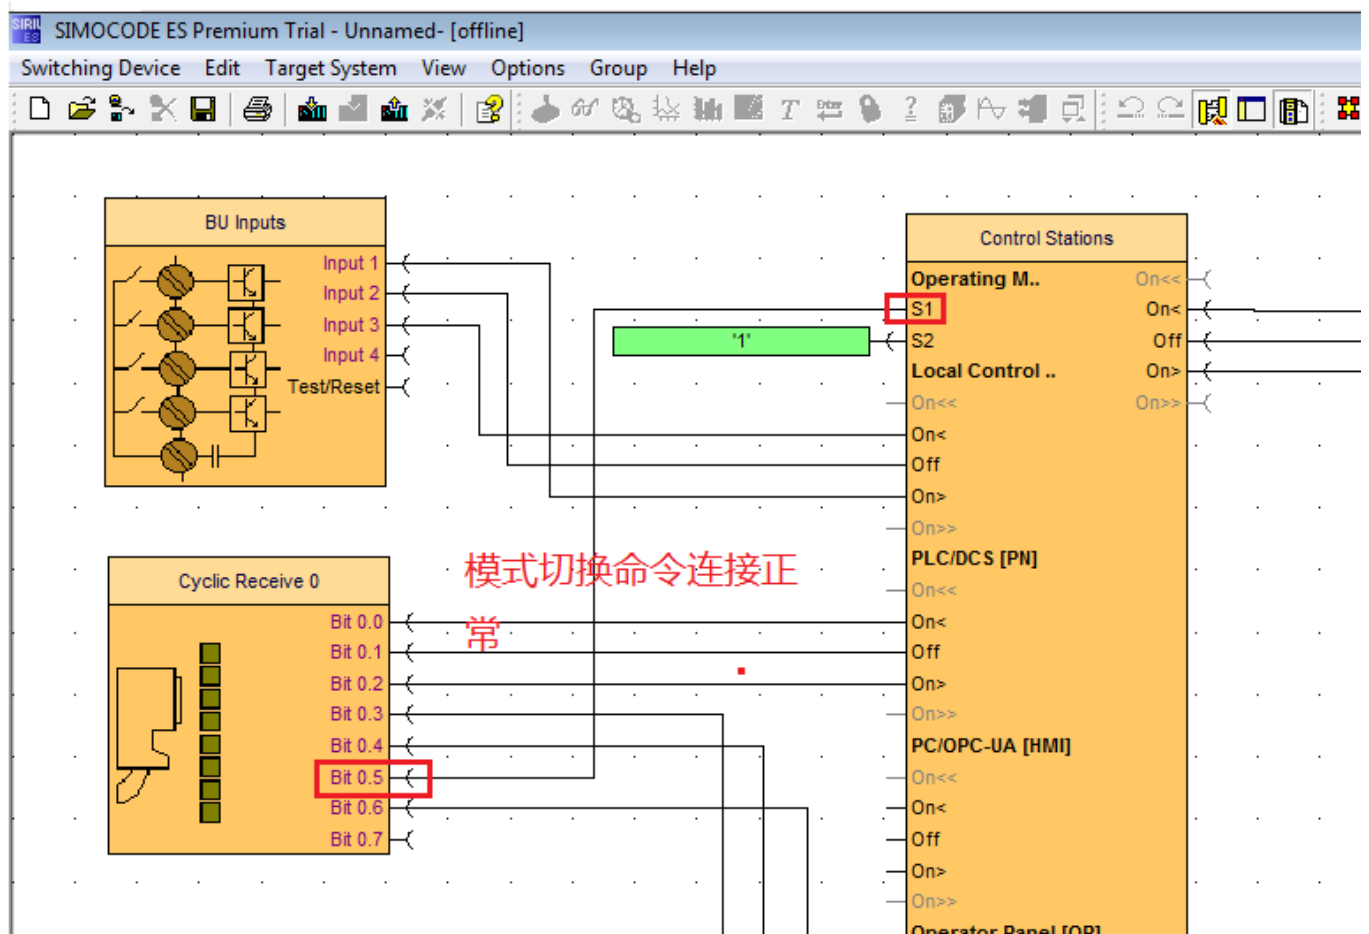 SIRIU
ES
SIMOCODE ES Premium Trial - Unnamed- [offline]
Switching Device Edit Target System View Options Group Help
BU Inputs
Input 1
Input 2
Input 3
Input 4
Test/Reset
Cyclic Receive 0
Bit 0.0
Bit 0.1
Bit 0.2
Bit 0.3
Bit 0.4
Bit 0.5
Bit 0.6
Bit 0.7
模式切换命令连接正
常
"1"
Control Stations
Operating M.. On<<
S1 On<
S2 Off
Local Control .. On>
On<< On>>
On<
Off
On>
On>>
PLC/DCS [PN]
On<<
On<
Off
On>
On>>
PC/OPC-UA [HMI]
On<<
On<
Off
On>
On>>
Operator Panel [OP]